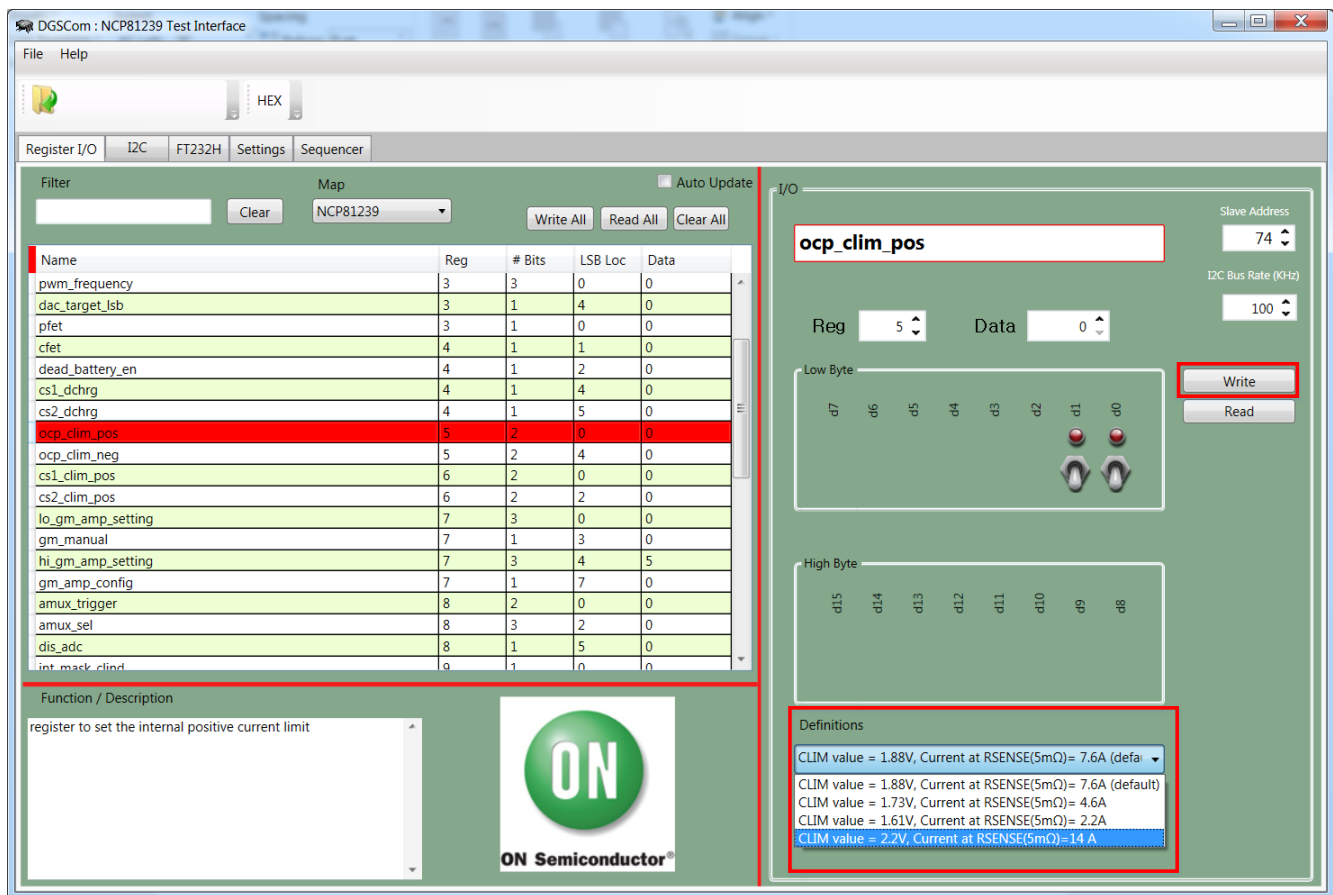 DGSCom : NCP81239 Test Interface
File Help
HEX
Register I/O I2C FT232H Settings Sequencer
Filter Map Auto Update
Clear NCP81239 Write All Read All Clear All
Name Reg # Bits LSB Loc Data
pwm_frequency 3 3 0 0
dac_target_lsb 3 1 4 0
pfet 3 1 0 0
cfet 4 1 1 0
dead_battery_en 4 1 2 0
cs1_dchrg 4 1 4 0
cs2_dchrg 4 1 5 0
ocp_clim_pos 5 2 0 0
ocp_clim_neg 5 2 4 0
cs1_clim_pos 6 2 0 0
cs2_clim_pos 6 2 2 0
lo_gm_amp_setting 7 3 0 0
gm_manual 7 1 3 0
hi_gm_amp_setting 7 3 4 5
gm_amp_config 7 1 7 0
amux_trigger 8 2 0 0
amux_sel 8 3 2 0
dis_adc 8 1 5 0
int_mask_clind 9 1 0 0
Function / Description
register to set the internal positive current limit
ON
ON Semiconductor®
I/O
ocp_clim_pos
Slave Address
74
I2C Bus Rate (KHz)
100
Reg 5 Data 0
Write
Read
Low Byte
d7 d6 d5 d4 d3 d2 d1 d0
High Byte
d15 d14 d13 d12 d11 d10 d9 d8
Definitions
CLIM value = 1.88V, Current at RSENSE(5mΩ)= 7.6A (defau
CLIM value = 1.88V, Current at RSENSE(5mΩ)= 7.6A (default)
CLIM value = 1.73V, Current at RSENSE(5mΩ)= 4.6A
CLIM value = 1.61V, Current at RSENSE(5mΩ)= 2.2A
CLIM value = 2.2V, Current at RSENSE(5mΩ)=14 A